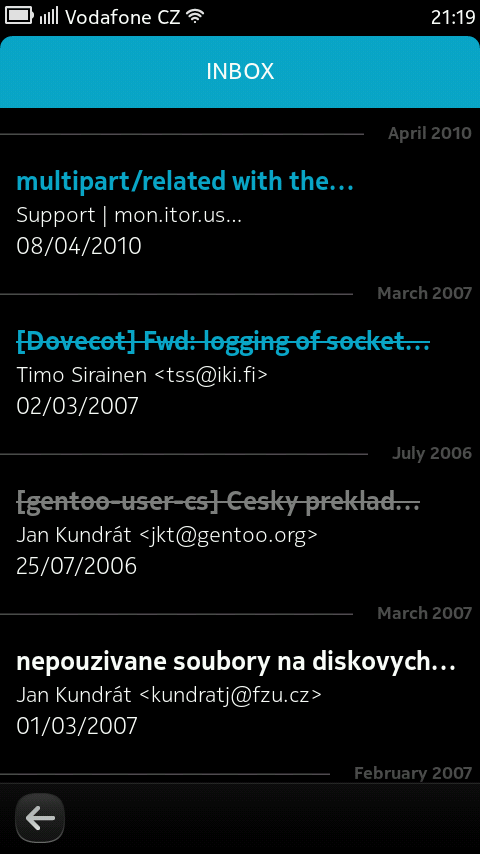 Vodafone CZ 21:19
INBOX
April 2010
multipart/related with the...
Support | mon.itor.us...
08/04/2010
March 2007
[Dovecot] Fwd: logging of socket...
Timo Sirainen <tss@iki.fi>
02/03/2007
July 2006
[gentoo-user-cs] Cesky preklad...
Jan Kundrát <jkt@gentoo.org>
25/07/2006
March 2007
nepouzivane soubory na diskovych...
Jan Kundrát <kundratj@fzu.cz>
01/03/2007
February 2007